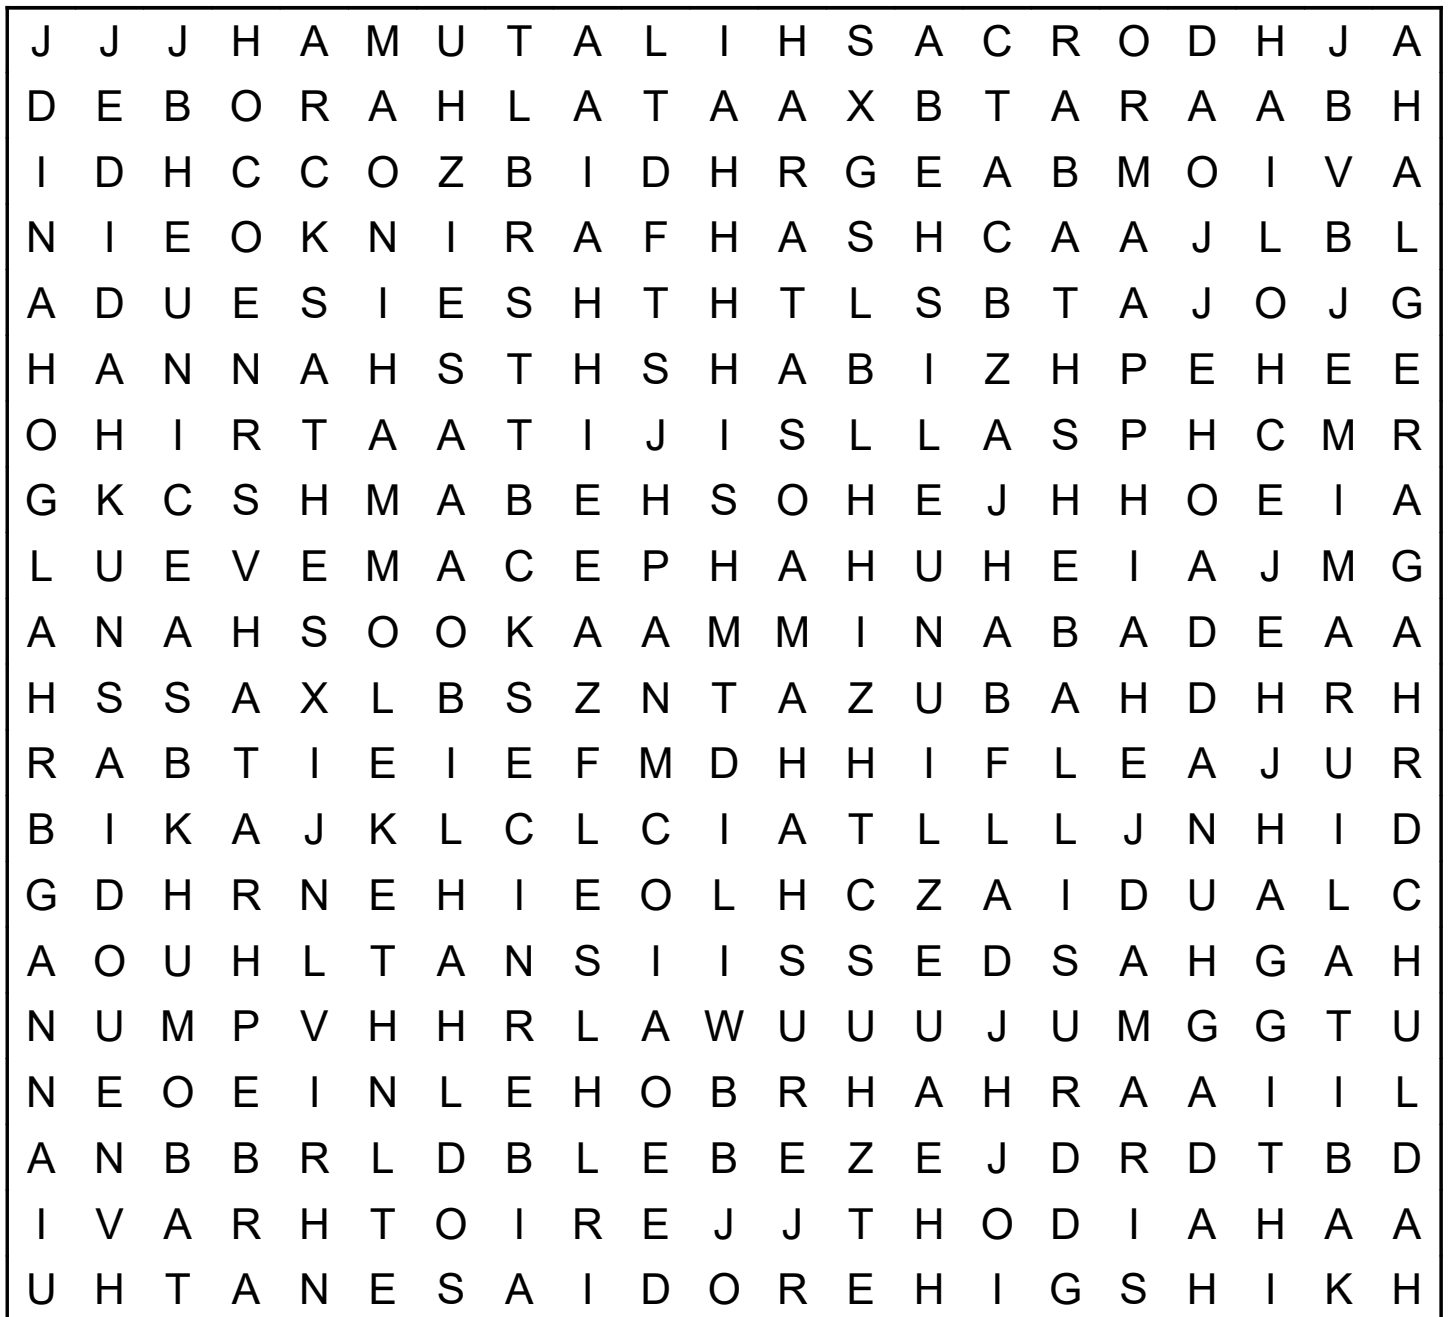 J J J H A M U T A L I H S A C R O D H J A
D E B O R A H L A T A A X B T A R A A B H
I D H C C O Z B I D H R G E A B M O I V A
N I E O K N I R A F H A S H C A A J L B L
A D U E S I E S H T H T L S B T A J O J G
H A N N A H S T H S H A B I Z H P E H E E
O H I R T A A T I J I S L L A S P H C M R
G K C S H M A B E H S O H E J H H O E I A
L U E V E M A C E P H A H U H E I A J M G
A N A H S O O K A A M M I N A B A D E A A
H S S A X L B S Z N T A Z U B A H D H R H
R A B T I E I E F M D H H I F L E A J U R
B I K A J K L C L C I A T L L L J N H I D
G D H R N E H I E O L H C Z A I D U A L C
A O U H L T A N S I I S S E D S A H G A H
N U M P V H H R L A W U U U J U M G G T U
N E O E I N L E H O B R H A H R A A I I L
A N B B R L D B L E B E Z E J D R D T B D
I V A R H T O I R E J J T H O D I A H A A
U H T A N E S A I D O R E H I G S H I K H